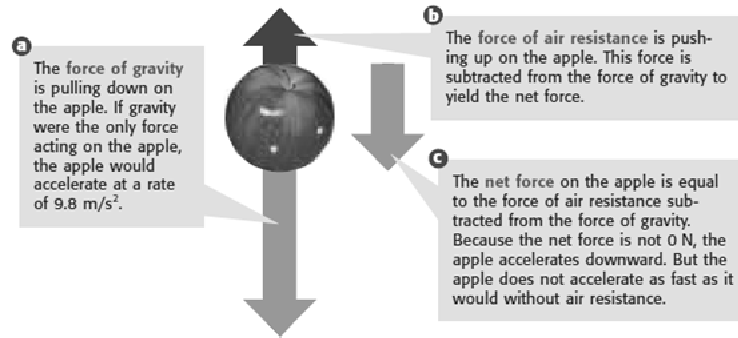 a
The force of gravity
is pulling down on
the apple. If gravity
were the only force
acting on the apple,
the apple would
accelerate at a rate
of 9.8 m/s².
b
The force of air resistance is push-
ing up on the apple. This force is
subtracted from the force of gravity to
yield the net force.
c
The net force on the apple is equal
to the force of air resistance sub-
tracted from the force of gravity.
Because the net force is not 0 N, the
apple accelerates downward. But the
apple does not accelerate as fast as it
would without air resistance.